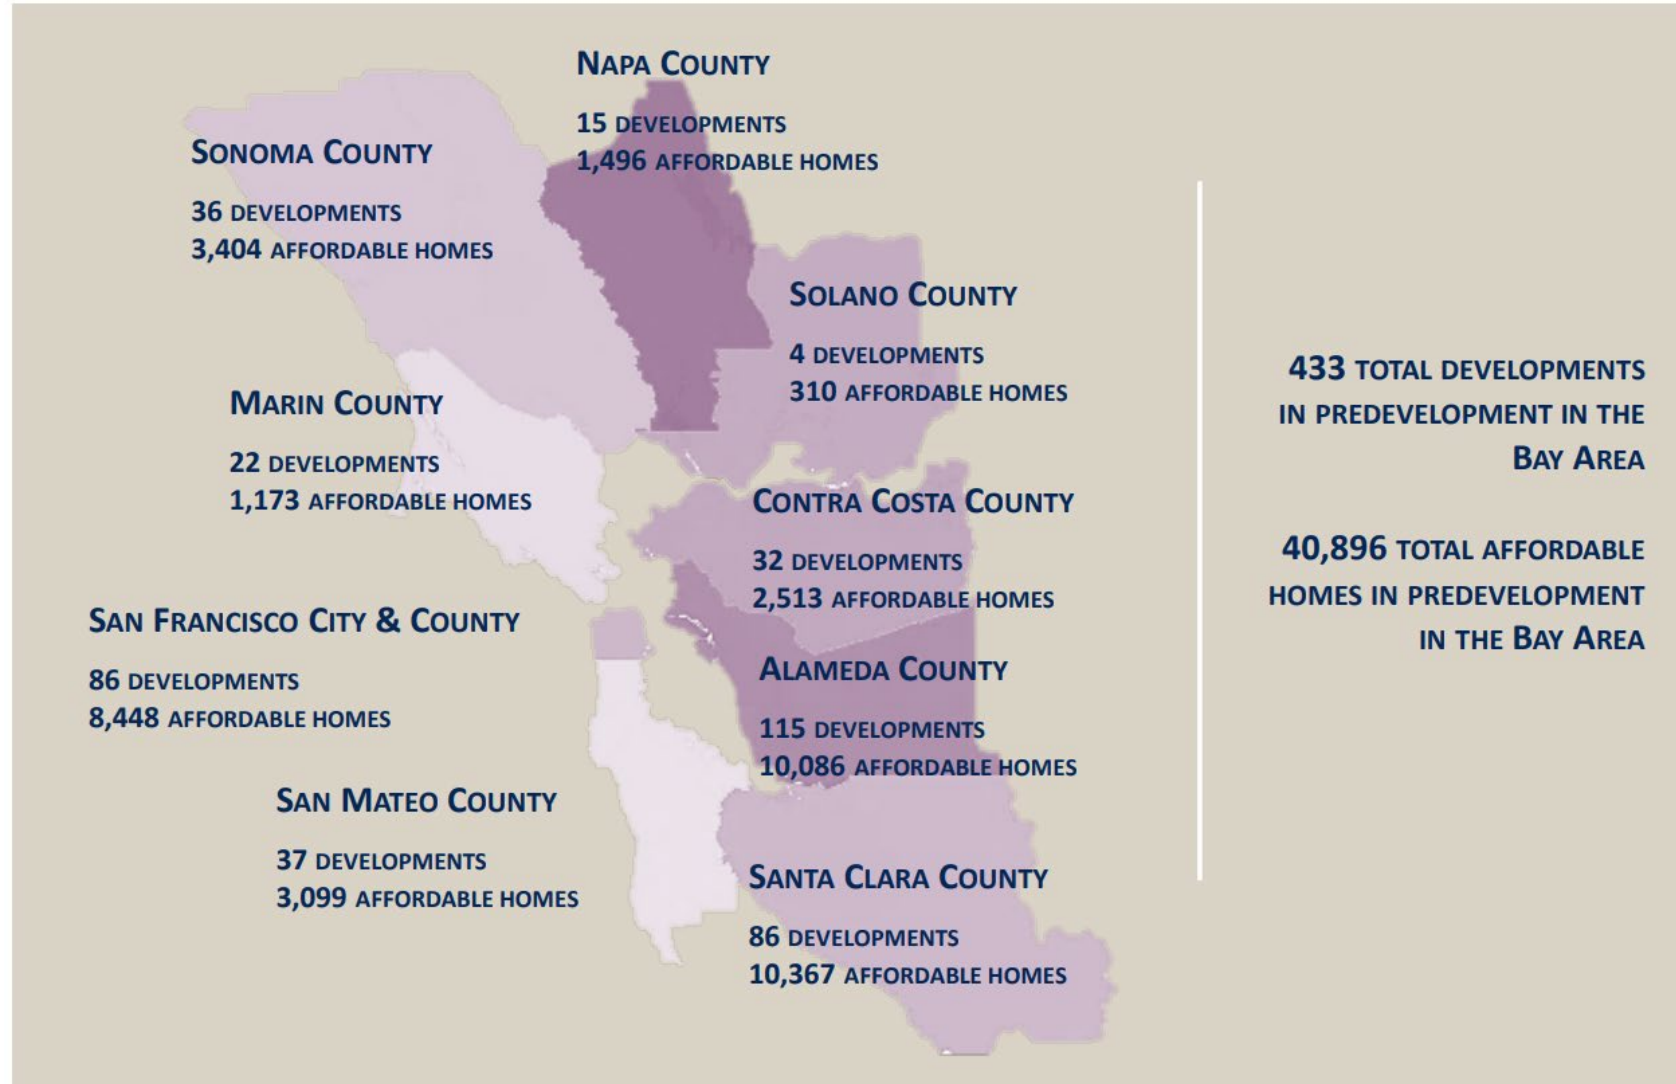 NAPA COUNTY
15 DEVELOPMENTS
1,496 AFFORDABLE HOMES
SONOMA COUNTY
36 DEVELOPMENTS
3,404 AFFORDABLE HOMES
SOLANO COUNTY
4 DEVELOPMENTS
310 AFFORDABLE HOMES
MARIN COUNTY
22 DEVELOPMENTS
1,173 AFFORDABLE HOMES
CONTRA COSTA COUNTY
32 DEVELOPMENTS
2,513 AFFORDABLE HOMES
SAN FRANCISCO CITY & COUNTY
86 DEVELOPMENTS
8,448 AFFORDABLE HOMES
ALAMEDA COUNTY
115 DEVELOPMENTS
10,086 AFFORDABLE HOMES
SAN MATEO COUNTY
37 DEVELOPMENTS
3,099 AFFORDABLE HOMES
SANTA CLARA COUNTY
86 DEVELOPMENTS
10,367 AFFORDABLE HOMES
433 TOTAL DEVELOPMENTS
IN PREDEVELOPMENT IN THE
BAY AREA
40,896 TOTAL AFFORDABLE
HOMES IN PREDEVELOPMENT
IN THE BAY AREA